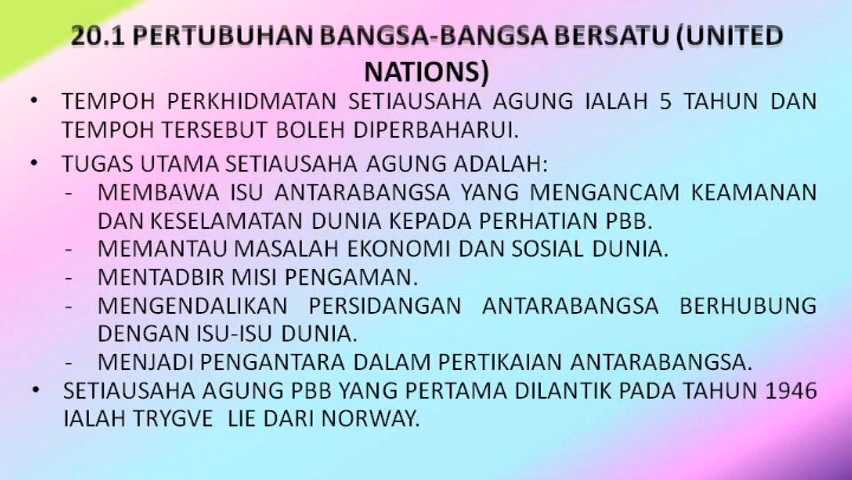 20.1 PERTUBUHAN BANGSA-BANGSA BERSATU (UNITED
NATIONS)
• TEMPOH PERKHIDMATAN SETIAUSAHA AGUNG IALAH 5 TAHUN DAN
TEMPOH TERSEBUT BOLEH DIPERBAHARUI.
• TUGAS UTAMA SETIAUSAHA AGUNG ADALAH:
- MEMBAWA ISU ANTARABANGSA YANG MENGANCAM KEAMANAN
DAN KESELAMATAN DUNIA KEPADA PERHATIAN PBB.
- MEMANTAU MASALAH EKONOMI DAN SOSIAL DUNIA.
- MENTADBIR MISI PENGAMAN.
- MENGENDALIKAN PERSIDANGAN ANTARABANGSA BERHUBUNG
DENGAN ISU-ISU DUNIA.
- MENJADI PENGANTARA DALAM PERTIKAIAN ANTARABANGSA.
• SETIAUSAHA AGUNG PBB YANG PERTAMA DILANTIK PADA TAHUN 1946
IALAH TRYGVE LIE DARI NORWAY.